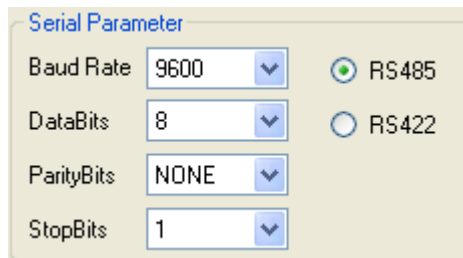 Serial Parameter
Baud Rate 9600 RS485
DataBits 8 RS422
ParityBits NONE
StopBits 1